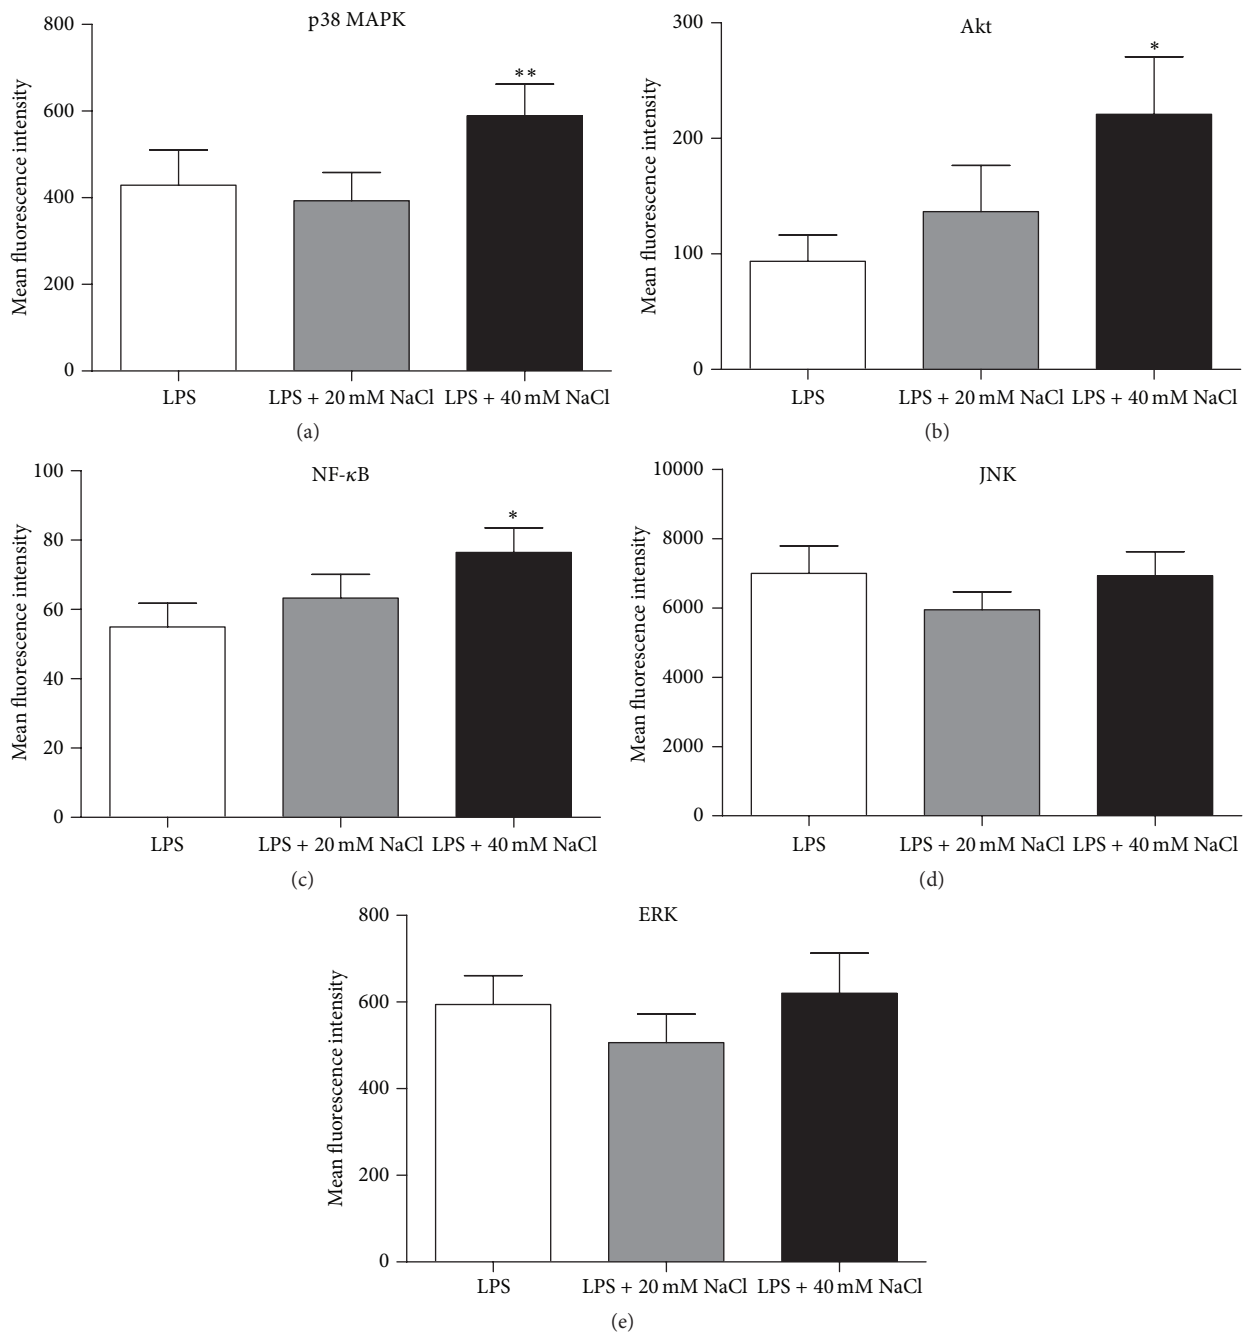 p38 MAPK
800
600
400
200
0
Mean fluorescence intensity
**
LPS
LPS + 20 mM NaCl
LPS + 40 mM NaCl
(a)
Akt
300
200
100
0
Mean fluorescence intensity
*
LPS
LPS + 20 mM NaCl
LPS + 40 mM NaCl
(b)
NF-κB
100
80
60
40
20
0
Mean fluorescence intensity
*
LPS
LPS + 20 mM NaCl
LPS + 40 mM NaCl
(c)
JNK
10000
8000
6000
4000
2000
0
Mean fluorescence intensity
LPS
LPS + 20 mM NaCl
LPS + 40 mM NaCl
(d)
ERK
800
600
400
200
0
Mean fluorescence intensity
LPS
LPS + 20 mM NaCl
LPS + 40 mM NaCl
(e)